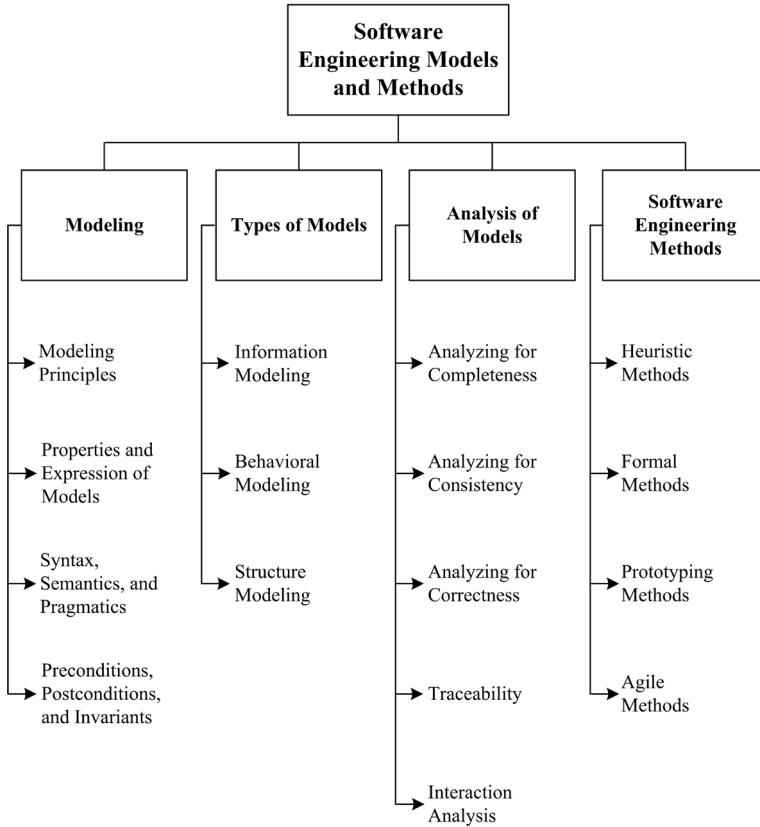 Software
Engineering Models
and Methods
Modeling
Modeling
Principles
Properties and
Expression of
Models
Syntax,
Semantics, and
Pragmatics
Preconditions,
Postconditions,
and Invariants
Types of Models
Information
Modeling
Behavioral
Modeling
Structure
Modeling
Analysis of
Models
Analyzing for
Completeness
Analyzing for
Consistency
Analyzing for
Correctness
Traceability
Interaction
Analysis
Software
Engineering
Methods
Heuristic
Methods
Formal
Methods
Prototyping
Methods
Agile
Methods